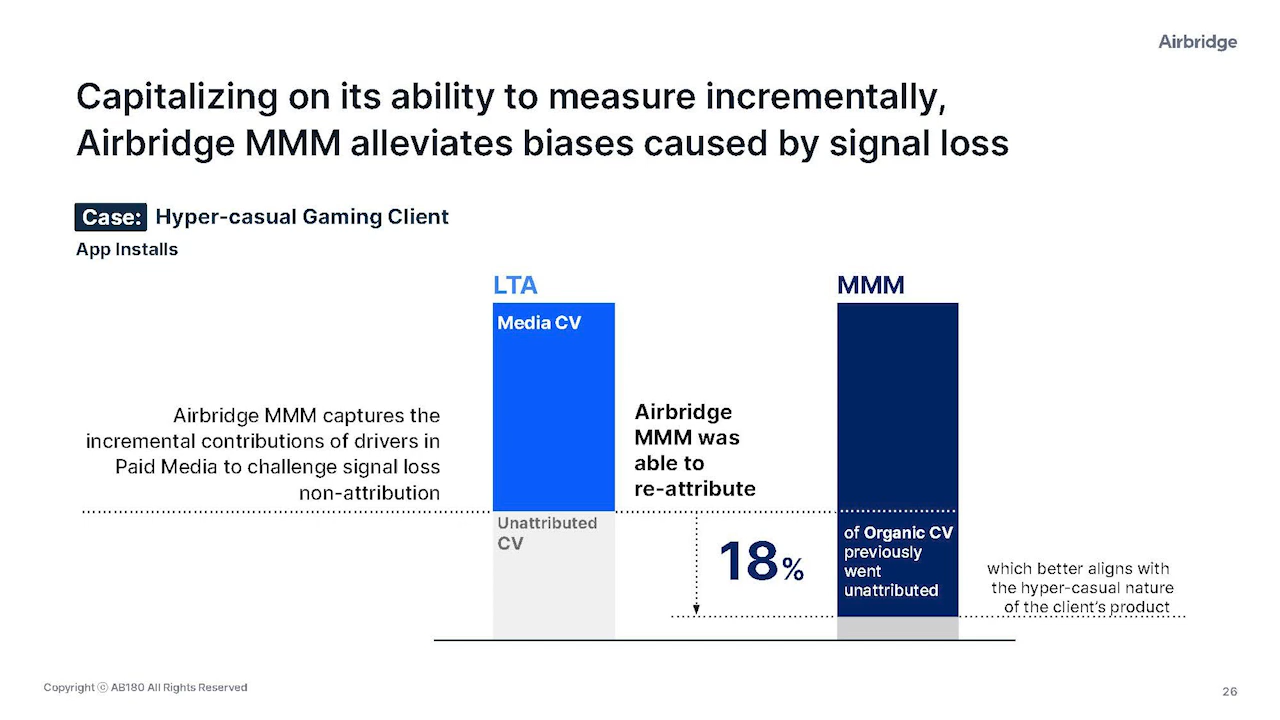 Airbridge
Capitalizing on its ability to measure incrementally,
Airbridge MMM alleviates biases caused by signal loss
Case: Hyper-casual Gaming Client
App Installs
LTA
MMM
Media CV
Airbridge MMM captures the
incremental contributions of drivers in
Paid Media to challenge signal loss
non-attribution
Airbridge
MMM was
able to
re-attribute
Unattributed
CV
18%
of Organic CV
previously
went
unattributed
which better aligns with
the hyper-casual nature
of the client's product
Copyright ⓒ AB180 All Rights Reserved
26